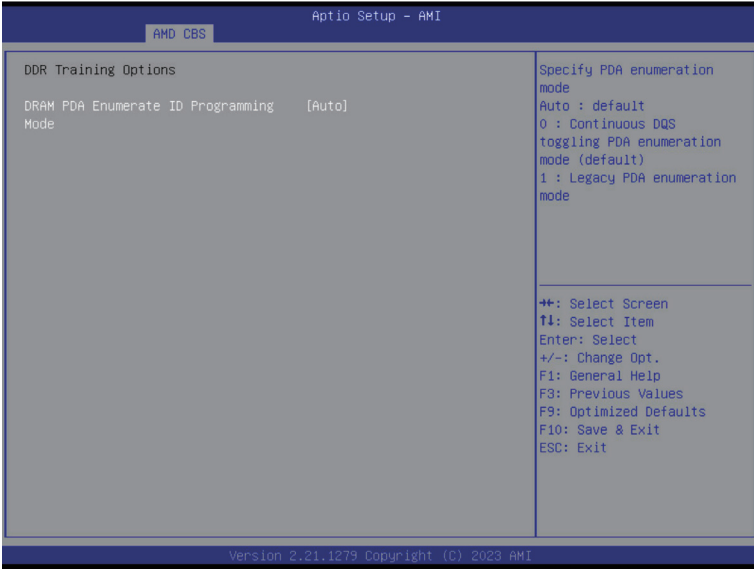 Aptio Setup – AMI
AMD CBS
DDR Training Options
DRAM PDA Enumerate ID Programming [Auto]
Mode
Specify PDA enumeration
mode
Auto : default
0 : Continuous DQS
toggling PDA enumeration
mode (default)
1 : Legacy PDA enumeration
mode
→←: Select Screen
↑↓: Select Item
Enter: Select
+/-: Change Opt.
F1: General Help
F3: Previous Values
F9: Optimized Defaults
F10: Save & Exit
ESC: Exit
Version 2.21.1279 Copyright (C) 2023 AMI